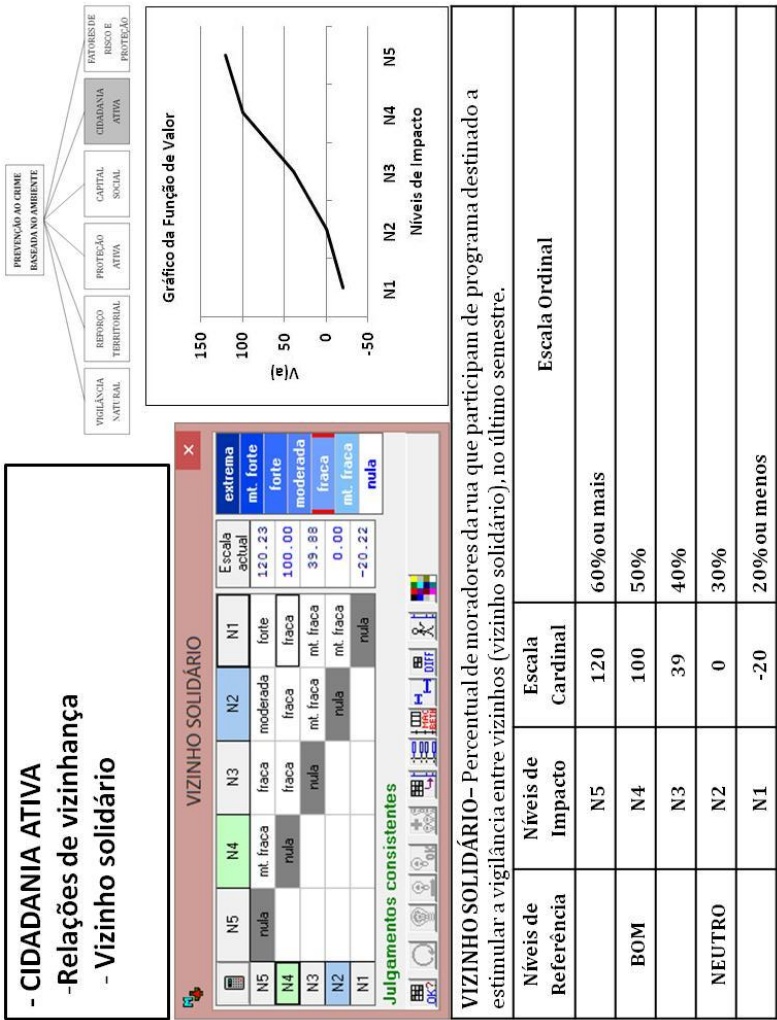 - CIDADANIA ATIVA
-Relações de vizinhança
- Vizinho solidário
PREVENÇÃO AO CRIME
BASEADA NO AMBIENTE
VIGILÂNCIA
NATURAL
REFORÇO
TERRITORIAL
PROTEÇÃO
ATIVA
CAPITAL
SOCIAL
CIDADANIA
ATIVA
FATORES DE
RISCO E
PROTEÇÃO
VIZINHO SOLIDÁRIO
N5 N4 N3 N2 N1 Escala
actual
N5 nula mt. fraca fraca moderada forte 120.23
N4 nula fraca fraca fraca 100.00
N3 nula mt. fraca mt. fraca 39.88
N2 nula mt. fraca 0.00
N1 nula -20.22
extrema
mt. forte
forte
moderada
fraca
mt. fraca
nula
Julgamentos consistentes
OK?
MAC
BETH
DIFF
Gráfico da Função de Valor
V(a)
150
100
50
0
-50
N1 N2 N3 N4 N5
Níveis de Impacto
VIZINHO SOLIDÁRIO– Percentual de moradores da rua que participam de programa destinado a
estimular a vigilância entre vizinhos (vizinho solidário), no último semestre.
Níveis de
Referência
Níveis de
Impacto
Escala
Cardinal
Escala Ordinal
N5 120 60% ou mais
BOM N4 100 50%
N3 39 40%
NEUTRO N2 0 30%
N1 -20 20% ou menos